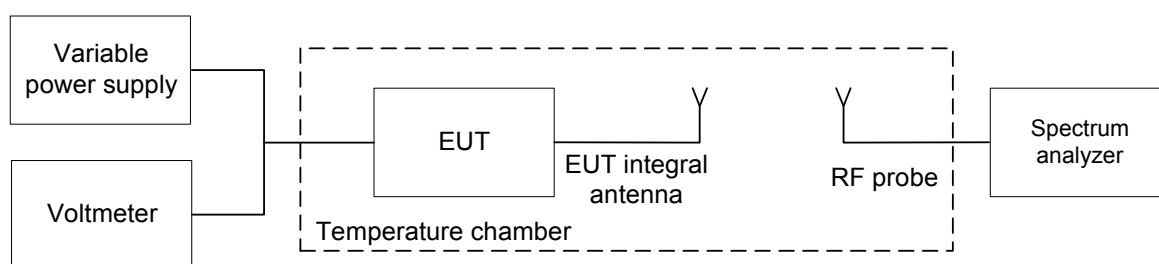 Variable
power supply
Voltmeter
EUT
EUT integral
antenna
RF probe
Temperature chamber
Spectrum
analyzer